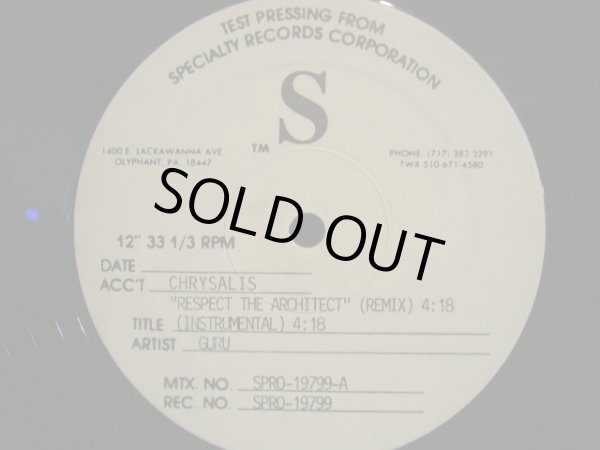 TEST PRESSING FROM
SPECIALTY RECORDS CORPORATION
S
TM
1400 E. LACKAWANNA AVE
OLYPHANT, PA 18447
PHONE (717) 383 3291
TWX 510-671-4580
SOLD OUT
12" 33 1/3 RPM
DATE
ACC'T CHRYSALIS
"RESPECT THE ARCHITECT" (REMIX) 4:18
TITLE (INSTRUMENTAL) 4:18
ARTIST GURU
MTX. NO. SPRO-19799-A
REC. NO. SPRO-19799